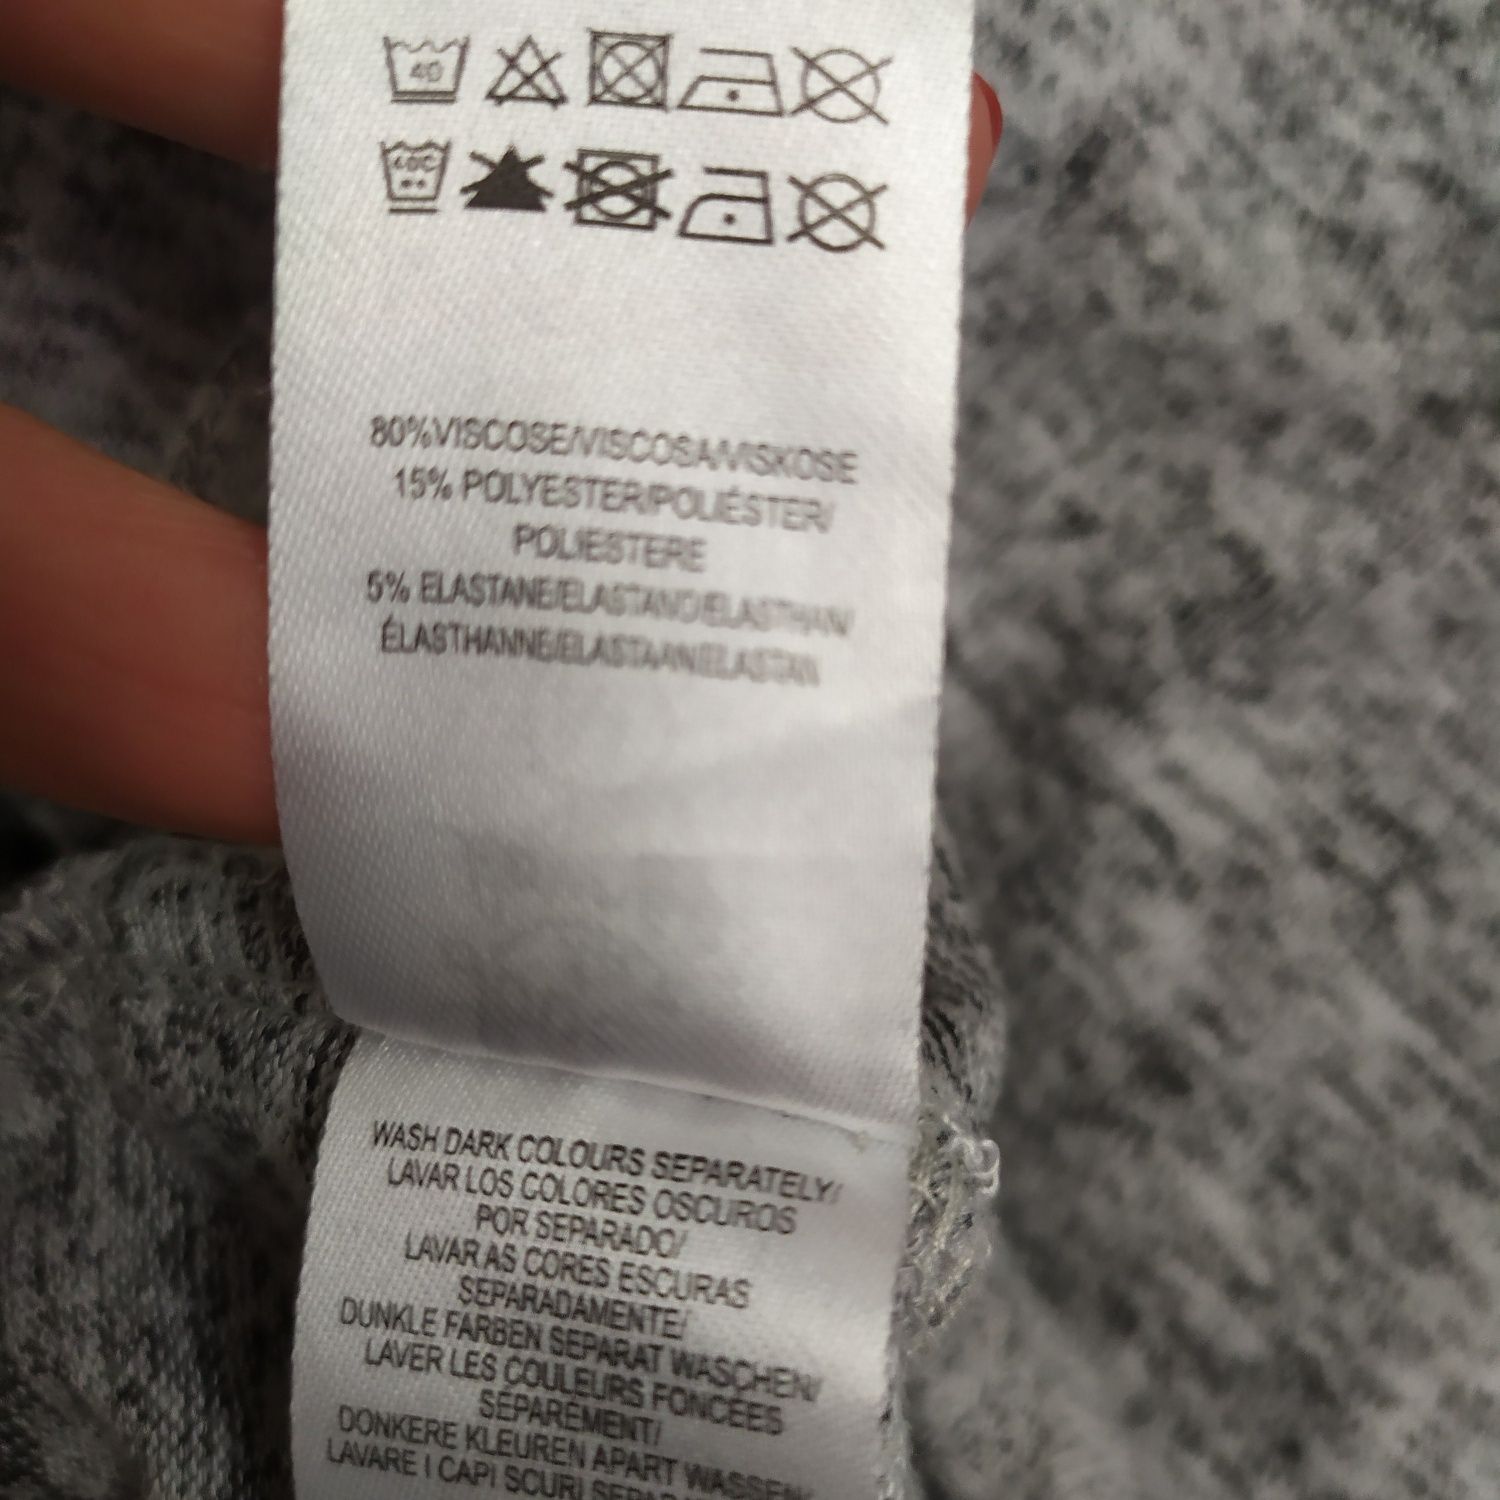 40
40C
80%VISCOSE/VISCOSA/VISKOSE
15% POLYESTER/POLIÉSTER/
POLIESTERE
5% ELASTANE/ELASTANO/ELASTHAN/
ÉLASTHANNE/ELASTAAN/ELASTAN
WASH DARK COLOURS SEPARATELY/
LAVAR LOS COLORES OSCUROS
POR SEPARADO/
LAVAR AS CORES ESCURAS
SEPARADAMENTE/
DUNKLE FARBEN SEPARAT WASCHEN/
LAVER LES COULEURS FONCÉES
SÉPARÉMENT/
DONKERE KLEUREN APART WASSEN/
LAVARE I CAPI SCURI